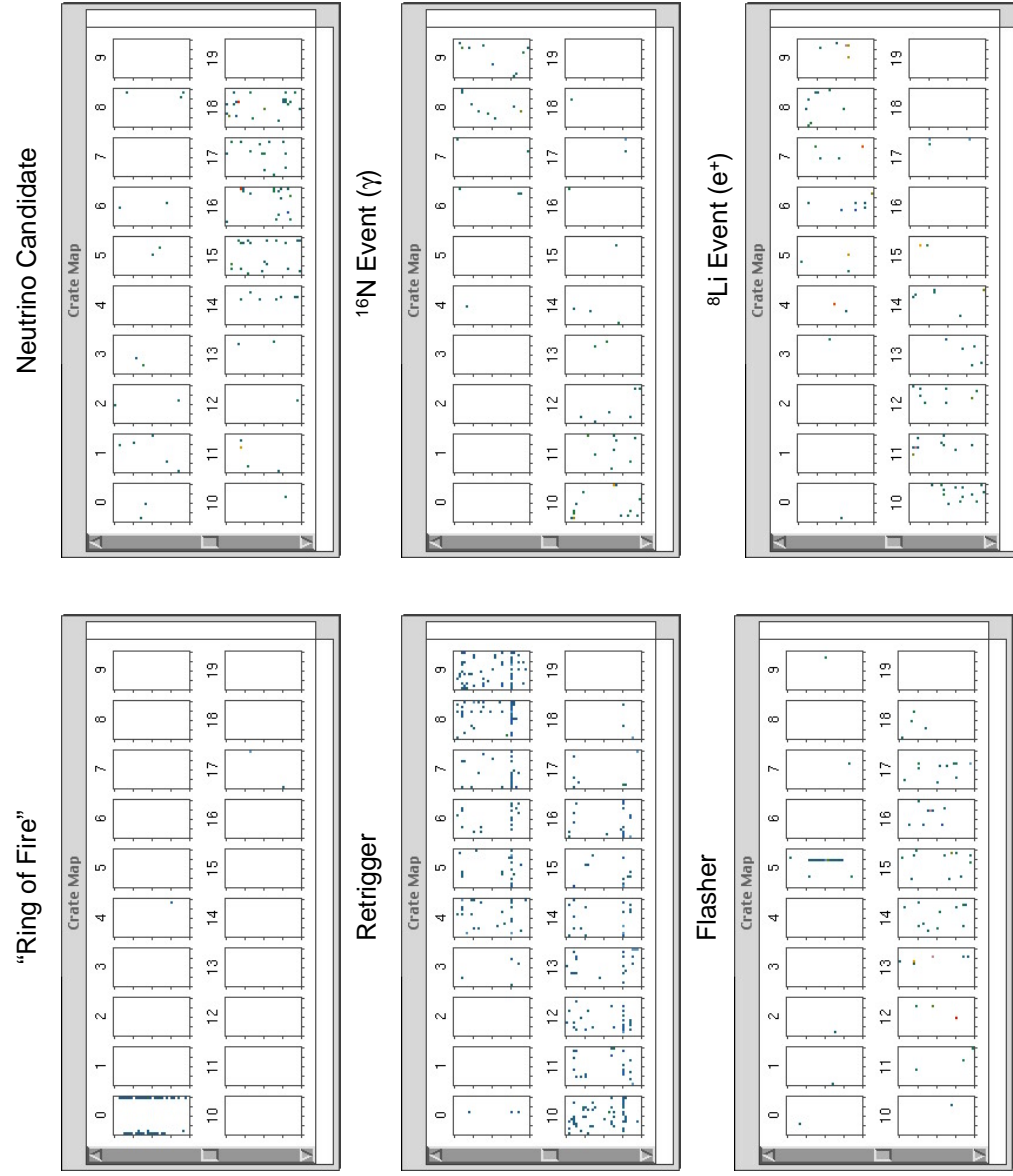 “Ring of Fire”
Crate Map
0 1 2 3 4 5 6 7 8 9
10 11 12 13 14 15 16 17 18 19
Neutrino Candidate
Crate Map
0 1 2 3 4 5 6 7 8 9
10 11 12 13 14 15 16 17 18 19
Retrigger
Crate Map
0 1 2 3 4 5 6 7 8 9
10 11 12 13 14 15 16 17 18 19
¹⁶N Event (γ)
Crate Map
0 1 2 3 4 5 6 7 8 9
10 11 12 13 14 15 16 17 18 19
Flasher
Crate Map
0 1 2 3 4 5 6 7 8 9
10 11 12 13 14 15 16 17 18 19
⁸Li Event (e⁺)
Crate Map
0 1 2 3 4 5 6 7 8 9
10 11 12 13 14 15 16 17 18 19